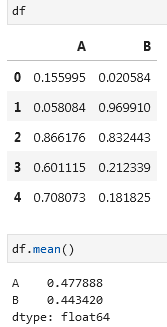 df
A B
0 0.155995 0.020584
1 0.058084 0.969910
2 0.866176 0.832443
3 0.601115 0.212339
4 0.708073 0.181825
df.mean()
A 0.477888
B 0.443420
dtype: float64